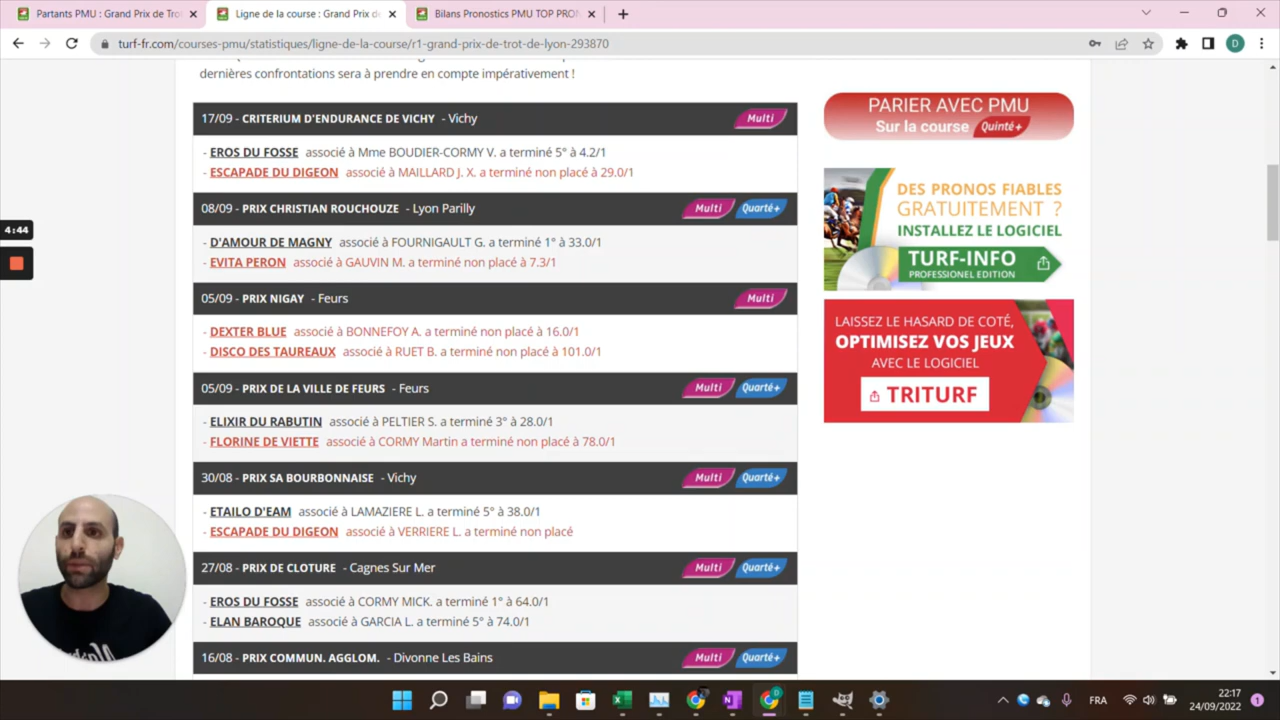 Partants PMU : Grand Prix de Tro
Ligne de la course : Grand Prix de
Bilans Pronostics PMU TOP PRON
turf-fr.com/courses-pmu/statistiques/ligne-de-la-course/r1-grand-prix-de-trot-de-lyon-293870
D
dernières confrontations sera à prendre en compte impérativement !
17/09 - CRITERIUM D'ENDURANCE DE VICHY - Vichy Multi
- EROS DU FOSSE associé à Mme BOUDIER-CORMY V. a terminé 5° à 4.2/1
- ESCAPADE DU DIGEON associé à MAILLARD J. X. a terminé non placé à 29.0/1
08/09 - PRIX CHRISTIAN ROUCHOUZE - Lyon Parilly Multi Quarté+
- D'AMOUR DE MAGNY associé à FOURNIGAULT G. a terminé 1° à 33.0/1
- EVITA PERON associé à GAUVIN M. a terminé non placé à 7.3/1
05/09 - PRIX NIGAY - Feurs Multi
- DEXTER BLUE associé à BONNEFOY A. a terminé non placé à 16.0/1
- DISCO DES TAUREAUX associé à RUET B. a terminé non placé à 101.0/1
05/09 - PRIX DE LA VILLE DE FEURS - Feurs Multi Quarté+
- ELIXIR DU RABUTIN associé à PELTIER S. a terminé 3° à 28.0/1
- FLORINE DE VIETTE associé à CORMY Martin a terminé non placé à 78.0/1
30/08 - PRIX SA BOURBONNAISE - Vichy Multi Quarté+
- ETAILO D'EAM associé à LAMAZIERE L. a terminé 5° à 38.0/1
- ESCAPADE DU DIGEON associé à VERRIERE L. a terminé non placé
27/08 - PRIX DE CLOTURE - Cagnes Sur Mer Multi Quarté+
- EROS DU FOSSE associé à CORMY MICK. a terminé 1° à 64.0/1
- ELAN BAROQUE associé à GARCIA L. a terminé 5° à 74.0/1
16/08 - PRIX COMMUN. AGGLOM. - Divonne Les Bains Multi Quarté+
PARIER AVEC PMU
Sur la course Quinté+
DES PRONOS FIABLES
GRATUITEMENT ?
INSTALLEZ LE LOGICIEL
TURF-INFO
PROFESSIONEL EDITION
LAISSEZ LE HASARD DE COTÉ,
OPTIMISEZ VOS JEUX
AVEC LE LOGICIEL
TRITURF
4:44
FRA
22:17
24/09/2022
1